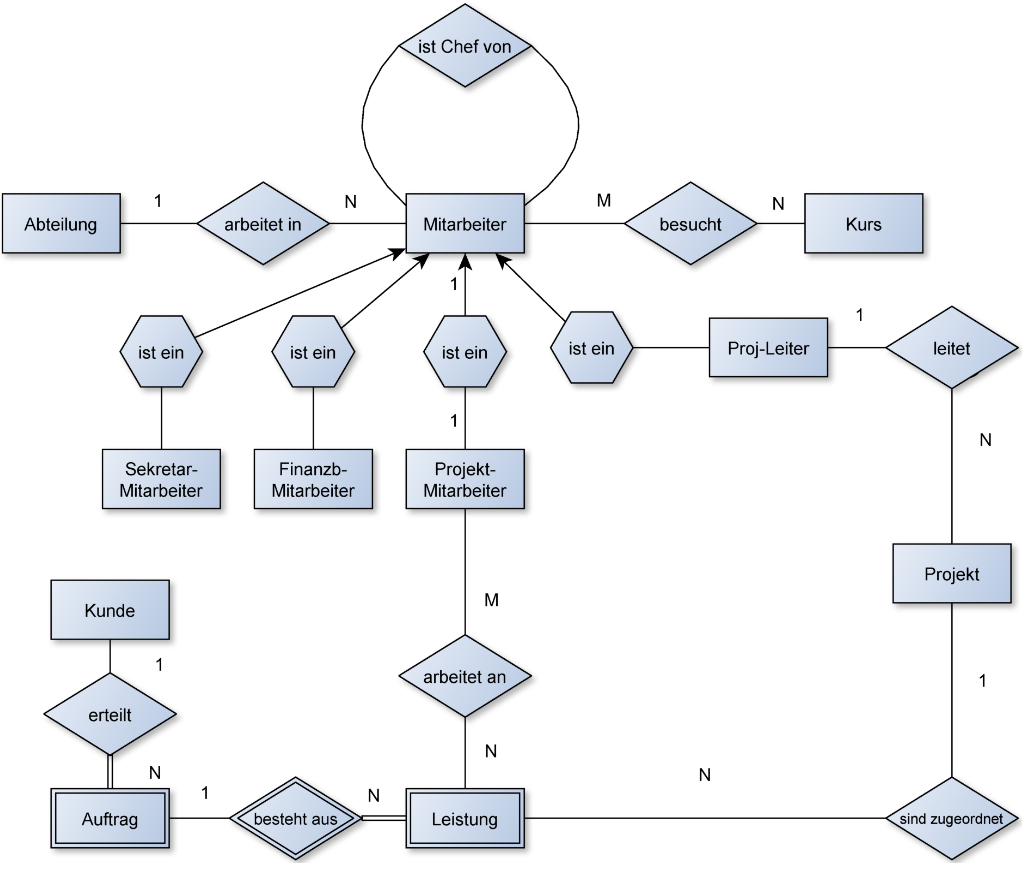 ist Chef von
Abteilung
1
arbeitet in
N
Mitarbeiter
M
besucht
N
Kurs
1
ist ein
ist ein
ist ein
ist ein
Proj-Leiter
1
leitet
1
N
Sekretar-
Mitarbeiter
Finanzb-
Mitarbeiter
Projekt-
Mitarbeiter
Projekt
Kunde
M
1
arbeitet an
1
erteilt
N
N
N
Auftrag
1
besteht aus
N
Leistung
N
sind zugeordnet